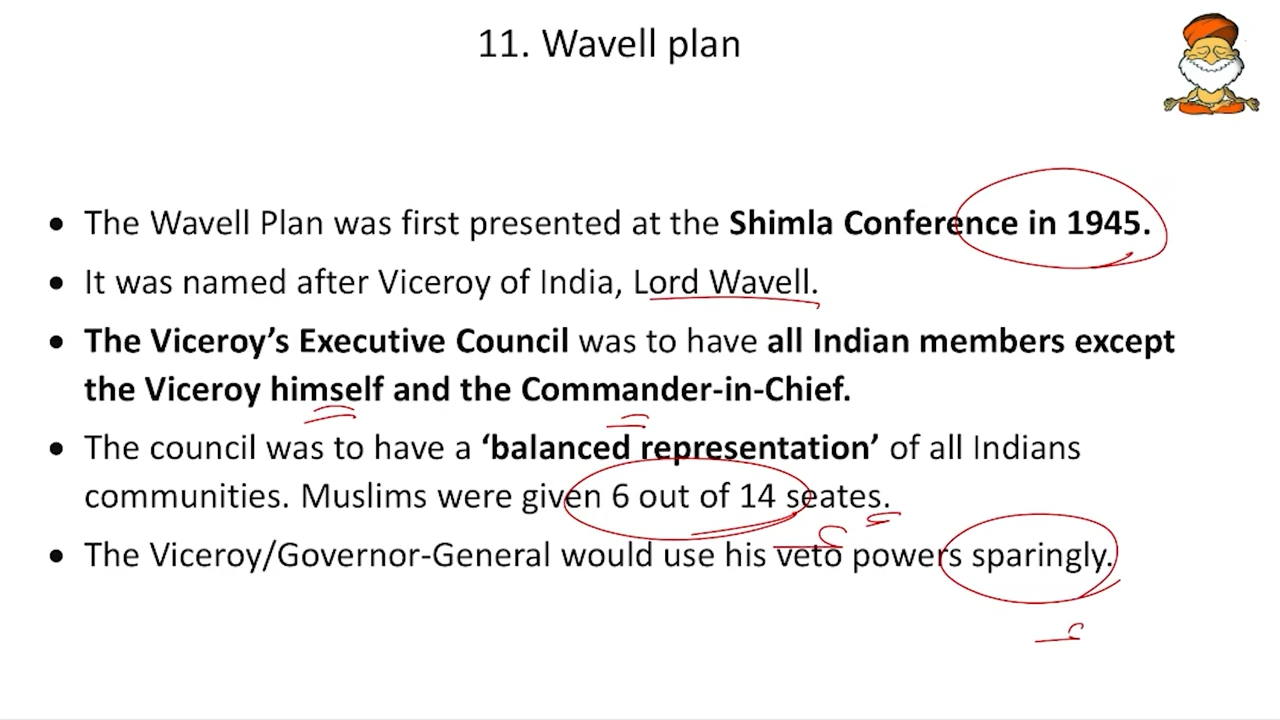 11. Wavell plan
• The Wavell Plan was first presented at the Shimla Conference in 1945.
• It was named after Viceroy of India, Lord Wavell.
• The Viceroy’s Executive Council was to have all Indian members except
the Viceroy himself and the Commander-in-Chief.
• The council was to have a ‘balanced representation’ of all Indians
communities. Muslims were given 6 out of 14 seates.
• The Viceroy/Governor-General would use his veto powers sparingly.